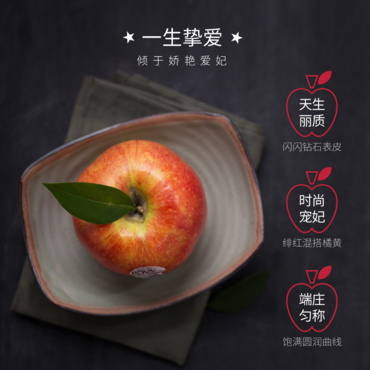 ★ 一生挚爱 ★
倾于娇艳爱妃
天生
丽质
闪闪钻石表皮
时尚
宠妃
绯红混搭橘黄
端庄
匀称
饱满圆润曲线